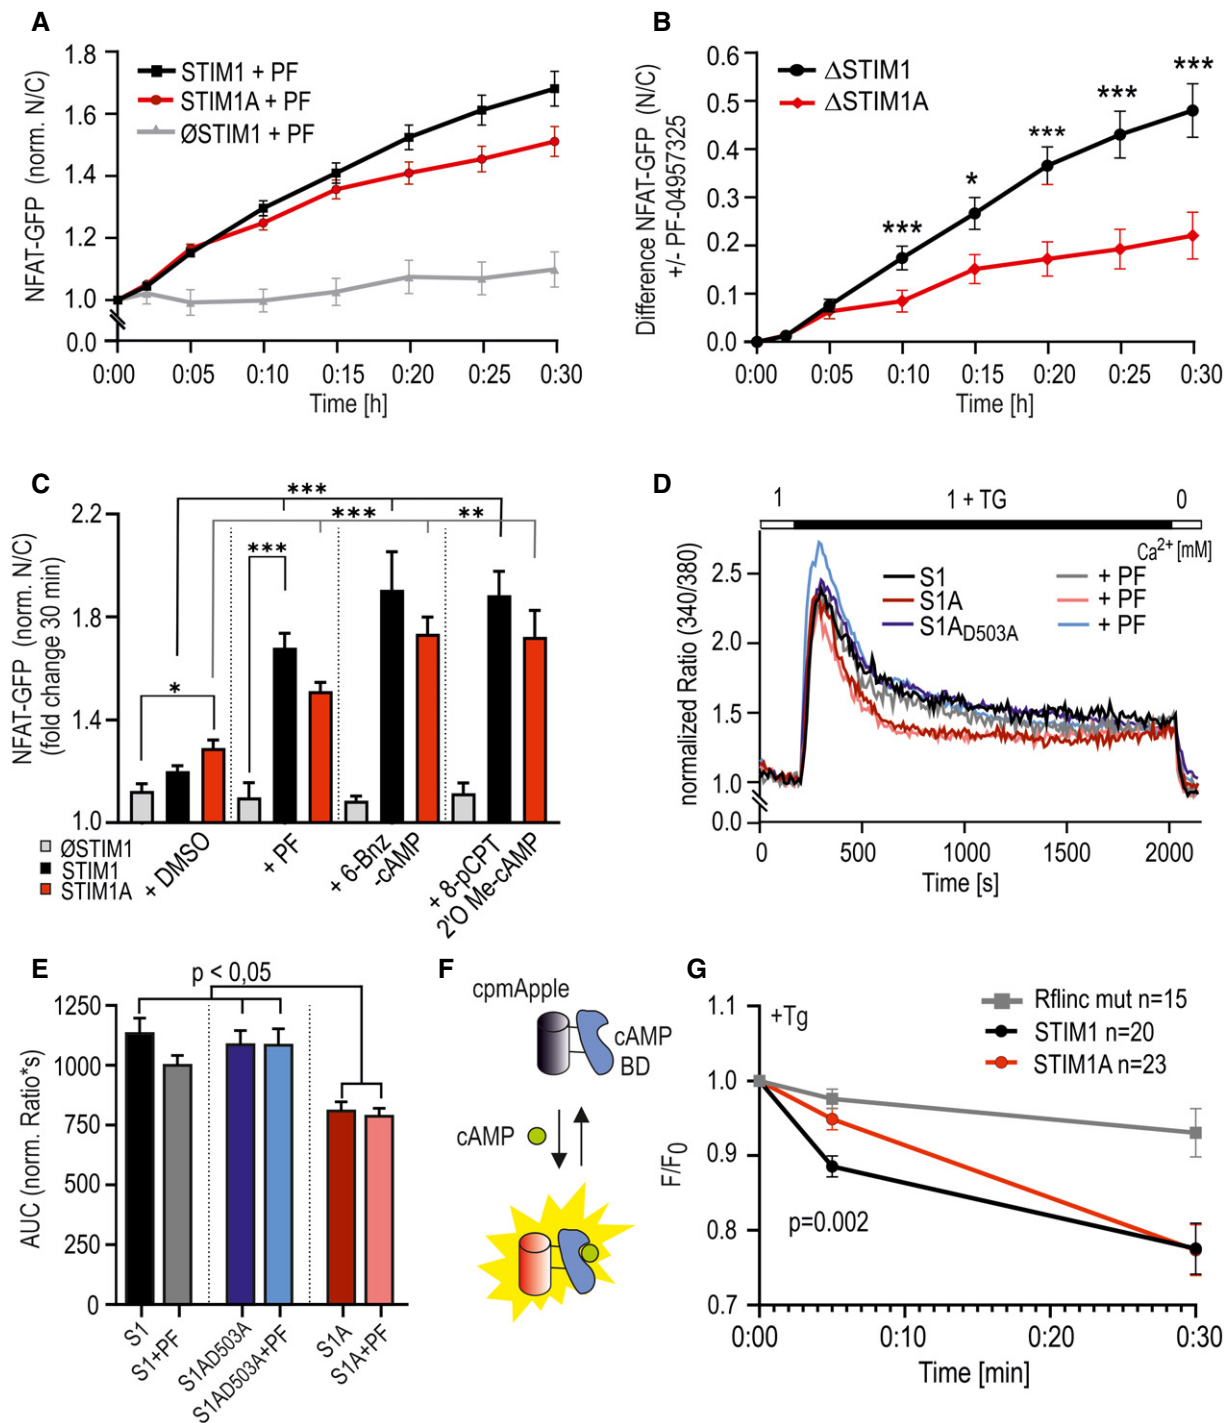 A
NFAT-GFP (norm. N/C)
1.8
1.6
1.4
1.2
1.0
0.0
STIM1 + PF
STIM1A + PF
ØSTIM1 + PF
0:00 0:05 0:10 0:15 0:20 0:25 0:30
Time [h]
B
Difference NFAT-GFP (N/C)
+/- PF-04957325
0.6
0.5
0.4
0.3
0.2
0.1
0.0
ΔSTIM1
ΔSTIM1A
*** * *** *** ***
0:00 0:05 0:10 0:15 0:20 0:25 0:30
Time [h]
C
NFAT-GFP (norm. N/C)
(fold change 30 min)
2.2
1.8
1.4
1.0
***
*** **
***
*
ØSTIM1
STIM1
STIM1A
+ DMSO
+ PF
+ 6-Bnz
-cAMP
+ 8-pCPT
2'O Me-cAMP
D
1 1 + TG 0
Ca2+ [mM]
normalized Ratio (340/380)
2.5
2.0
1.5
1.0
0.0
S1 + PF
S1A + PF
S1AD503A + PF
0 500 1000 1500 2000
Time [s]
E
p < 0,05
AUC (norm. Ratio*s)
1250
1000
750
500
250
0
S1
S1+PF
S1AD503A
S1AD503A+PF
S1A
S1A+PF
F
cpmApple
cAMP
BD
cAMP
G
+Tg
Rflinc mut n=15
STIM1 n=20
STIM1A n=23
F/F0
1.1
1.0
0.9
0.8
0.7
p=0.002
0:00 0:10 0:20 0:30
Time [min]